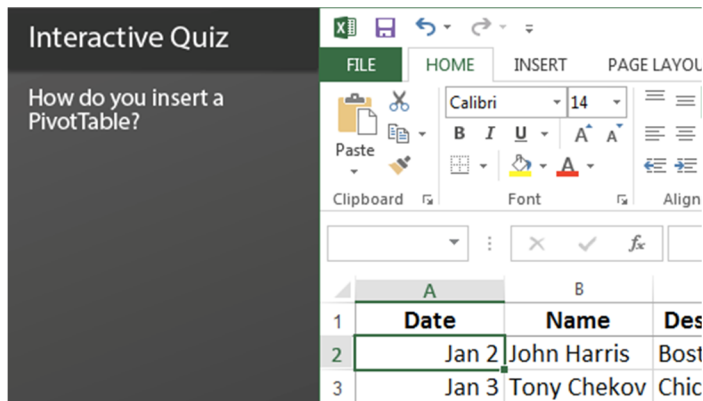 Interactive Quiz
How do you insert a
PivotTable?
FILE HOME INSERT PAGE LAYOU
Calibri 14
Paste
B I U A A
A
Clipboard Font Align
fx
A B
1 Date Name Des
2 Jan 2 John Harris Bost
3 Jan 3 Tony Chekov Chic